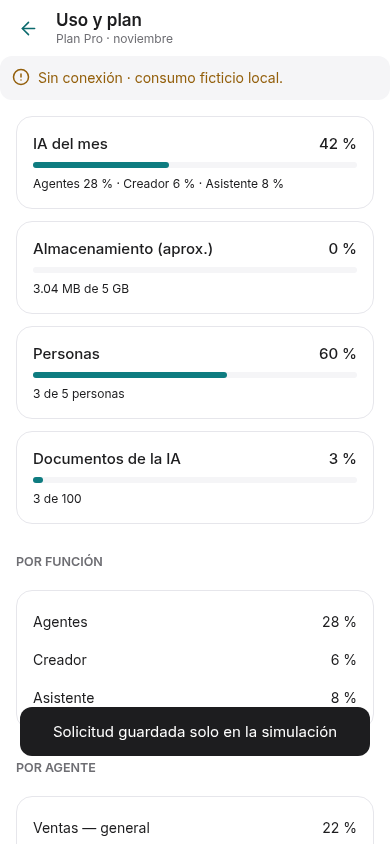 Uso y plan
Plan Pro · noviembre
Sin conexión · consumo ficticio local.
IA del mes 42 %
Agentes 28 % · Creador 6 % · Asistente 8 %
Almacenamiento (aprox.) 0 %
3.04 MB de 5 GB
Personas 60 %
3 de 5 personas
Documentos de la IA 3 %
3 de 100
POR FUNCIÓN
Agentes 28 %
Creador 6 %
Asistente 8 %
Solicitud guardada solo en la simulación
POR AGENTE
Ventas — general 22 %